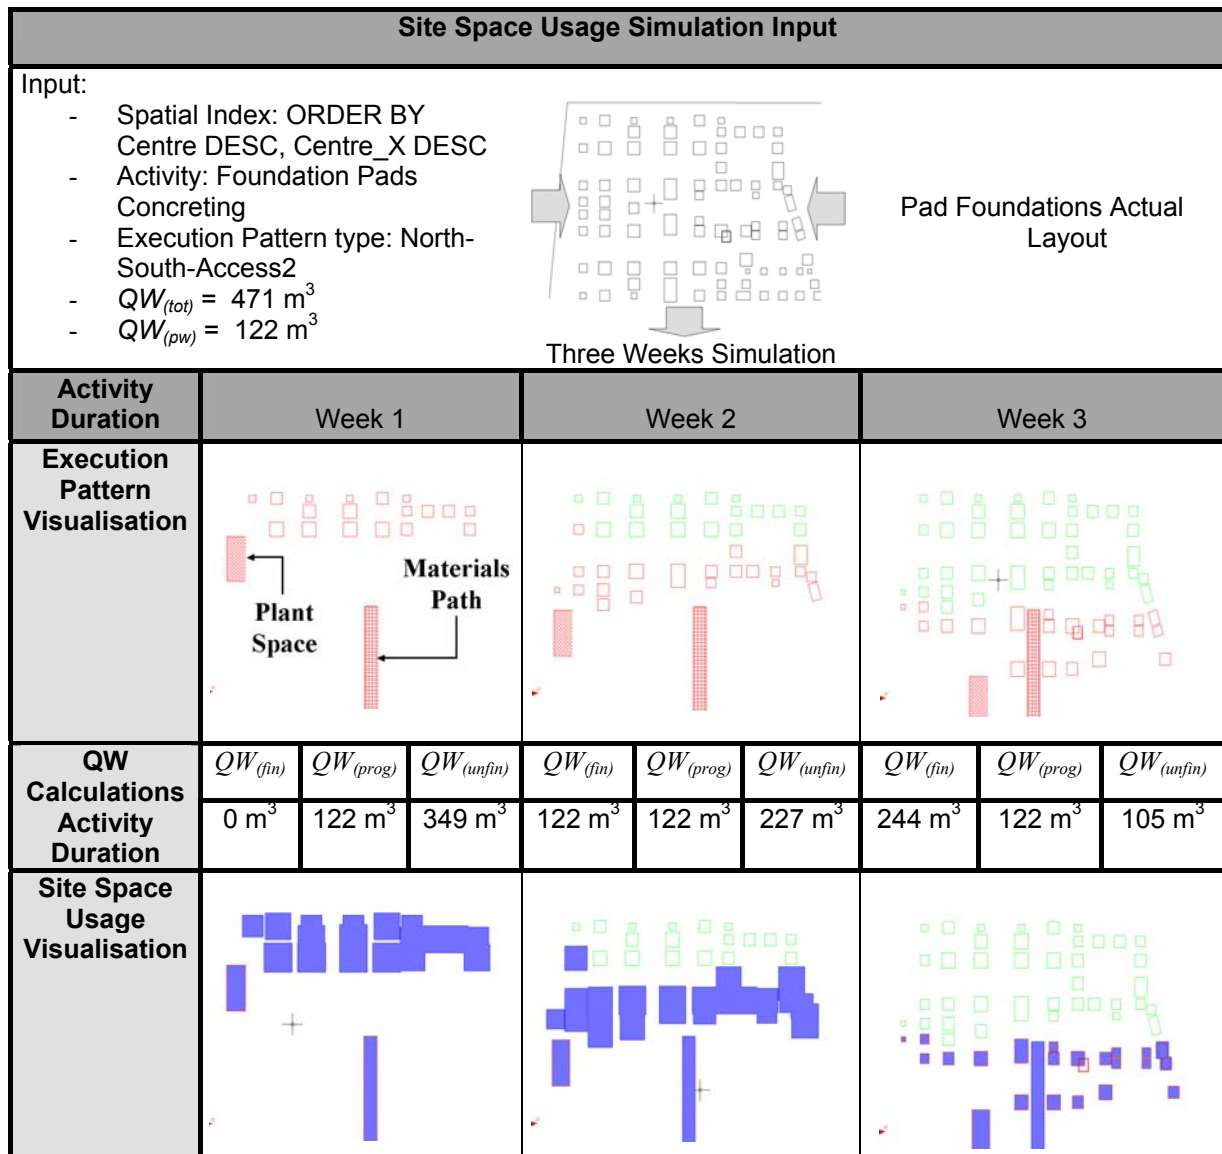 Site Space Usage Simulation Input
Input:
- Spatial Index: ORDER BY
Centre DESC, Centre_X DESC
- Activity: Foundation Pads
Concreting
- Execution Pattern type: North-
South-Access2
- QW(tot) = 471 m³
- QW(pw) = 122 m³
Pad Foundations Actual
Layout
Three Weeks Simulation
Activity
Duration
Week 1
Week 2
Week 3
Execution
Pattern
Visualisation
Plant
Space
Materials
Path
QW
Calculations
Activity
Duration
QW(fin) QW(prog) QW(unfin) QW(fin) QW(prog) QW(unfin) QW(fin) QW(prog) QW(unfin)
0 m³ 122 m³ 349 m³ 122 m³ 122 m³ 227 m³ 244 m³ 122 m³ 105 m³
Site Space
Usage
Visualisation